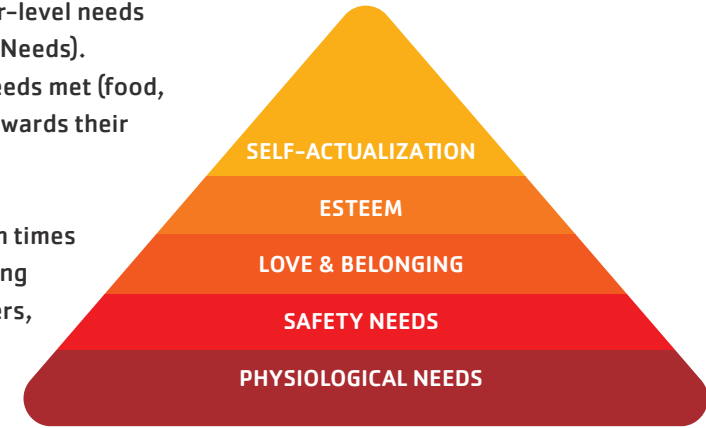 r-level needs
Needs).
eeds met (food,
wards their
n times
ng
ers,
SELF-ACTUALIZATION
ESTEEM
LOVE & BELONGING
SAFETY NEEDS
PHYSIOLOGICAL NEEDS